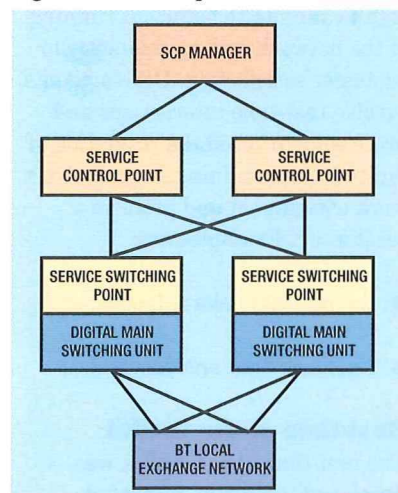 SCP MANAGER
SERVICE
CONTROL POINT
SERVICE
CONTROL POINT
SERVICE SWITCHING
POINT
DIGITAL MAIN
SWITCHING UNIT
SERVICE SWITCHING
POINT
DIGITAL MAIN
SWITCHING UNIT
BT LOCAL
EXCHANGE NETWORK